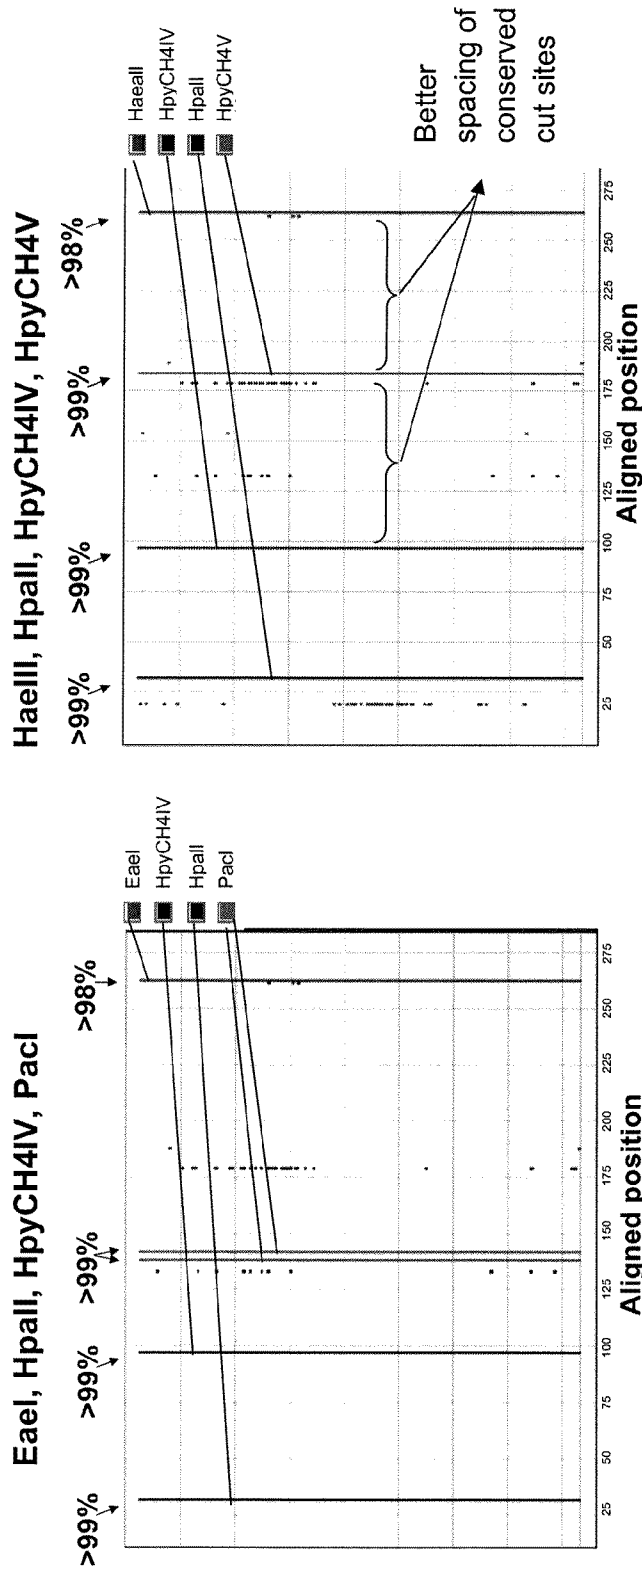 EaeI, HpaII, HpyCH4IV, PacI
>99%
>99%
>99%
>98%
EaeI
HpyCH4IV
HpaII
PacI
25
50
75
100
125
150
175
200
225
250
275
Aligned position
HaeIII, HpaII, HpyCH4IV, HpyCH4V
>99%
>99%
>99%
>98%
HaeaII
HpyCH4IV
HpaII
HpyCH4V
Better
spacing of
conserved
cut sites
25
50
75
100
125
150
175
200
225
250
275
Aligned position